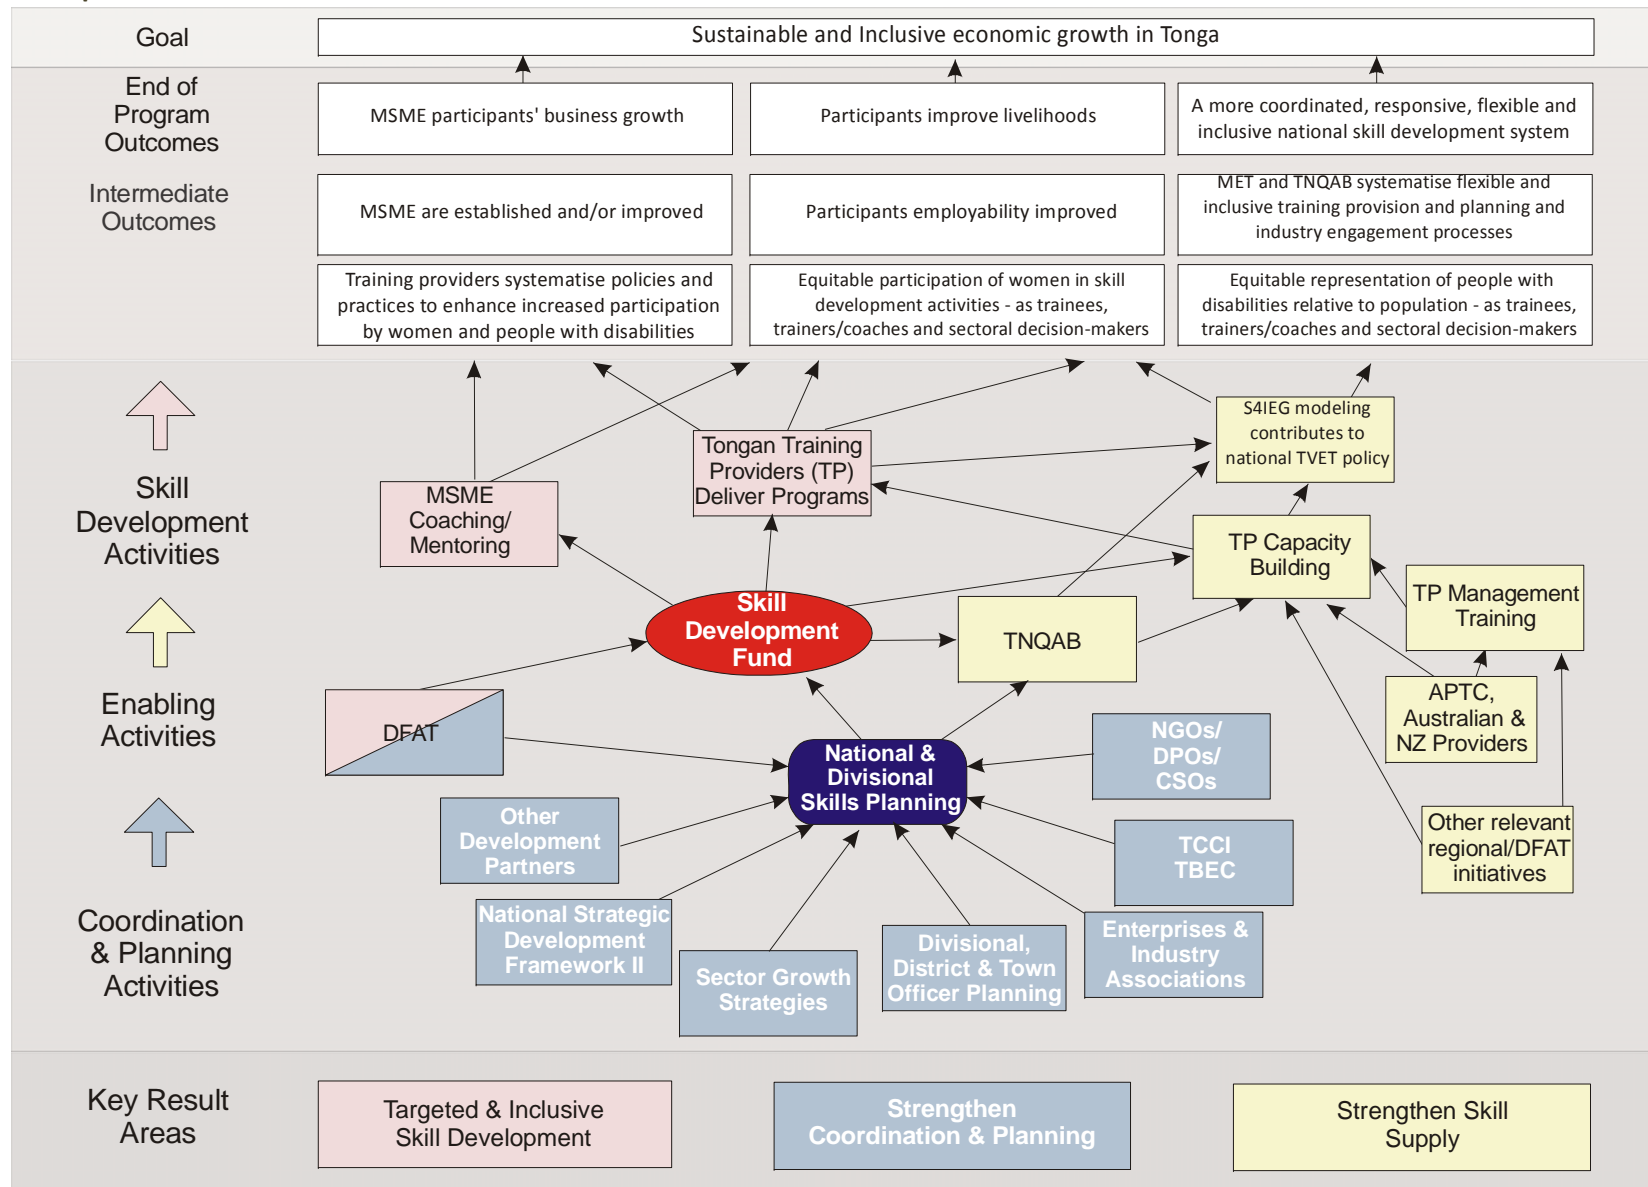 Goal
Sustainable and Inclusive economic growth in Tonga
End of
Program
Outcomes
MSME participants' business growth
Participants improve livelihoods
A more coordinated, responsive, flexible and
inclusive national skill development system
Intermediate
Outcomes
MSME are established and/or improved
Participants employability improved
MET and TNQAB systematise flexible and
inclusive training provision and planning and
industry engagement processes
Training providers systematise policies and
practices to enhance increased participation
by women and people with disabilities
Equitable participation of women in skill
development activities - as trainees,
trainers/coaches and sectoral decision-makers
Equitable representation of people with
disabilities relative to population - as trainees,
trainers/coaches and sectoral decision-makers
Skill
Development
Activities
MSME
Coaching/
Mentoring
Tongan Training
Providers (TP)
Deliver Programs
S4IEG modeling
contributes to
national TVET policy
TP Capacity
Building
TP Management
Training
Skill
Development
Fund
TNQAB
Enabling
Activities
DFAT
National &
Divisional
Skills Planning
NGOs/
DPOs/
CSOs
APTC,
Australian &
NZ Providers
Other
Development
Partners
TCCI
TBEC
Other relevant
regional/DFAT
initiatives
Coordination
& Planning
Activities
National Strategic
Development
Framework II
Sector Growth
Strategies
Divisional,
District & Town
Officer Planning
Enterprises &
Industry
Associations
Key Result
Areas
Targeted & Inclusive
Skill Development
Strengthen
Coordination & Planning
Strengthen Skill
Supply